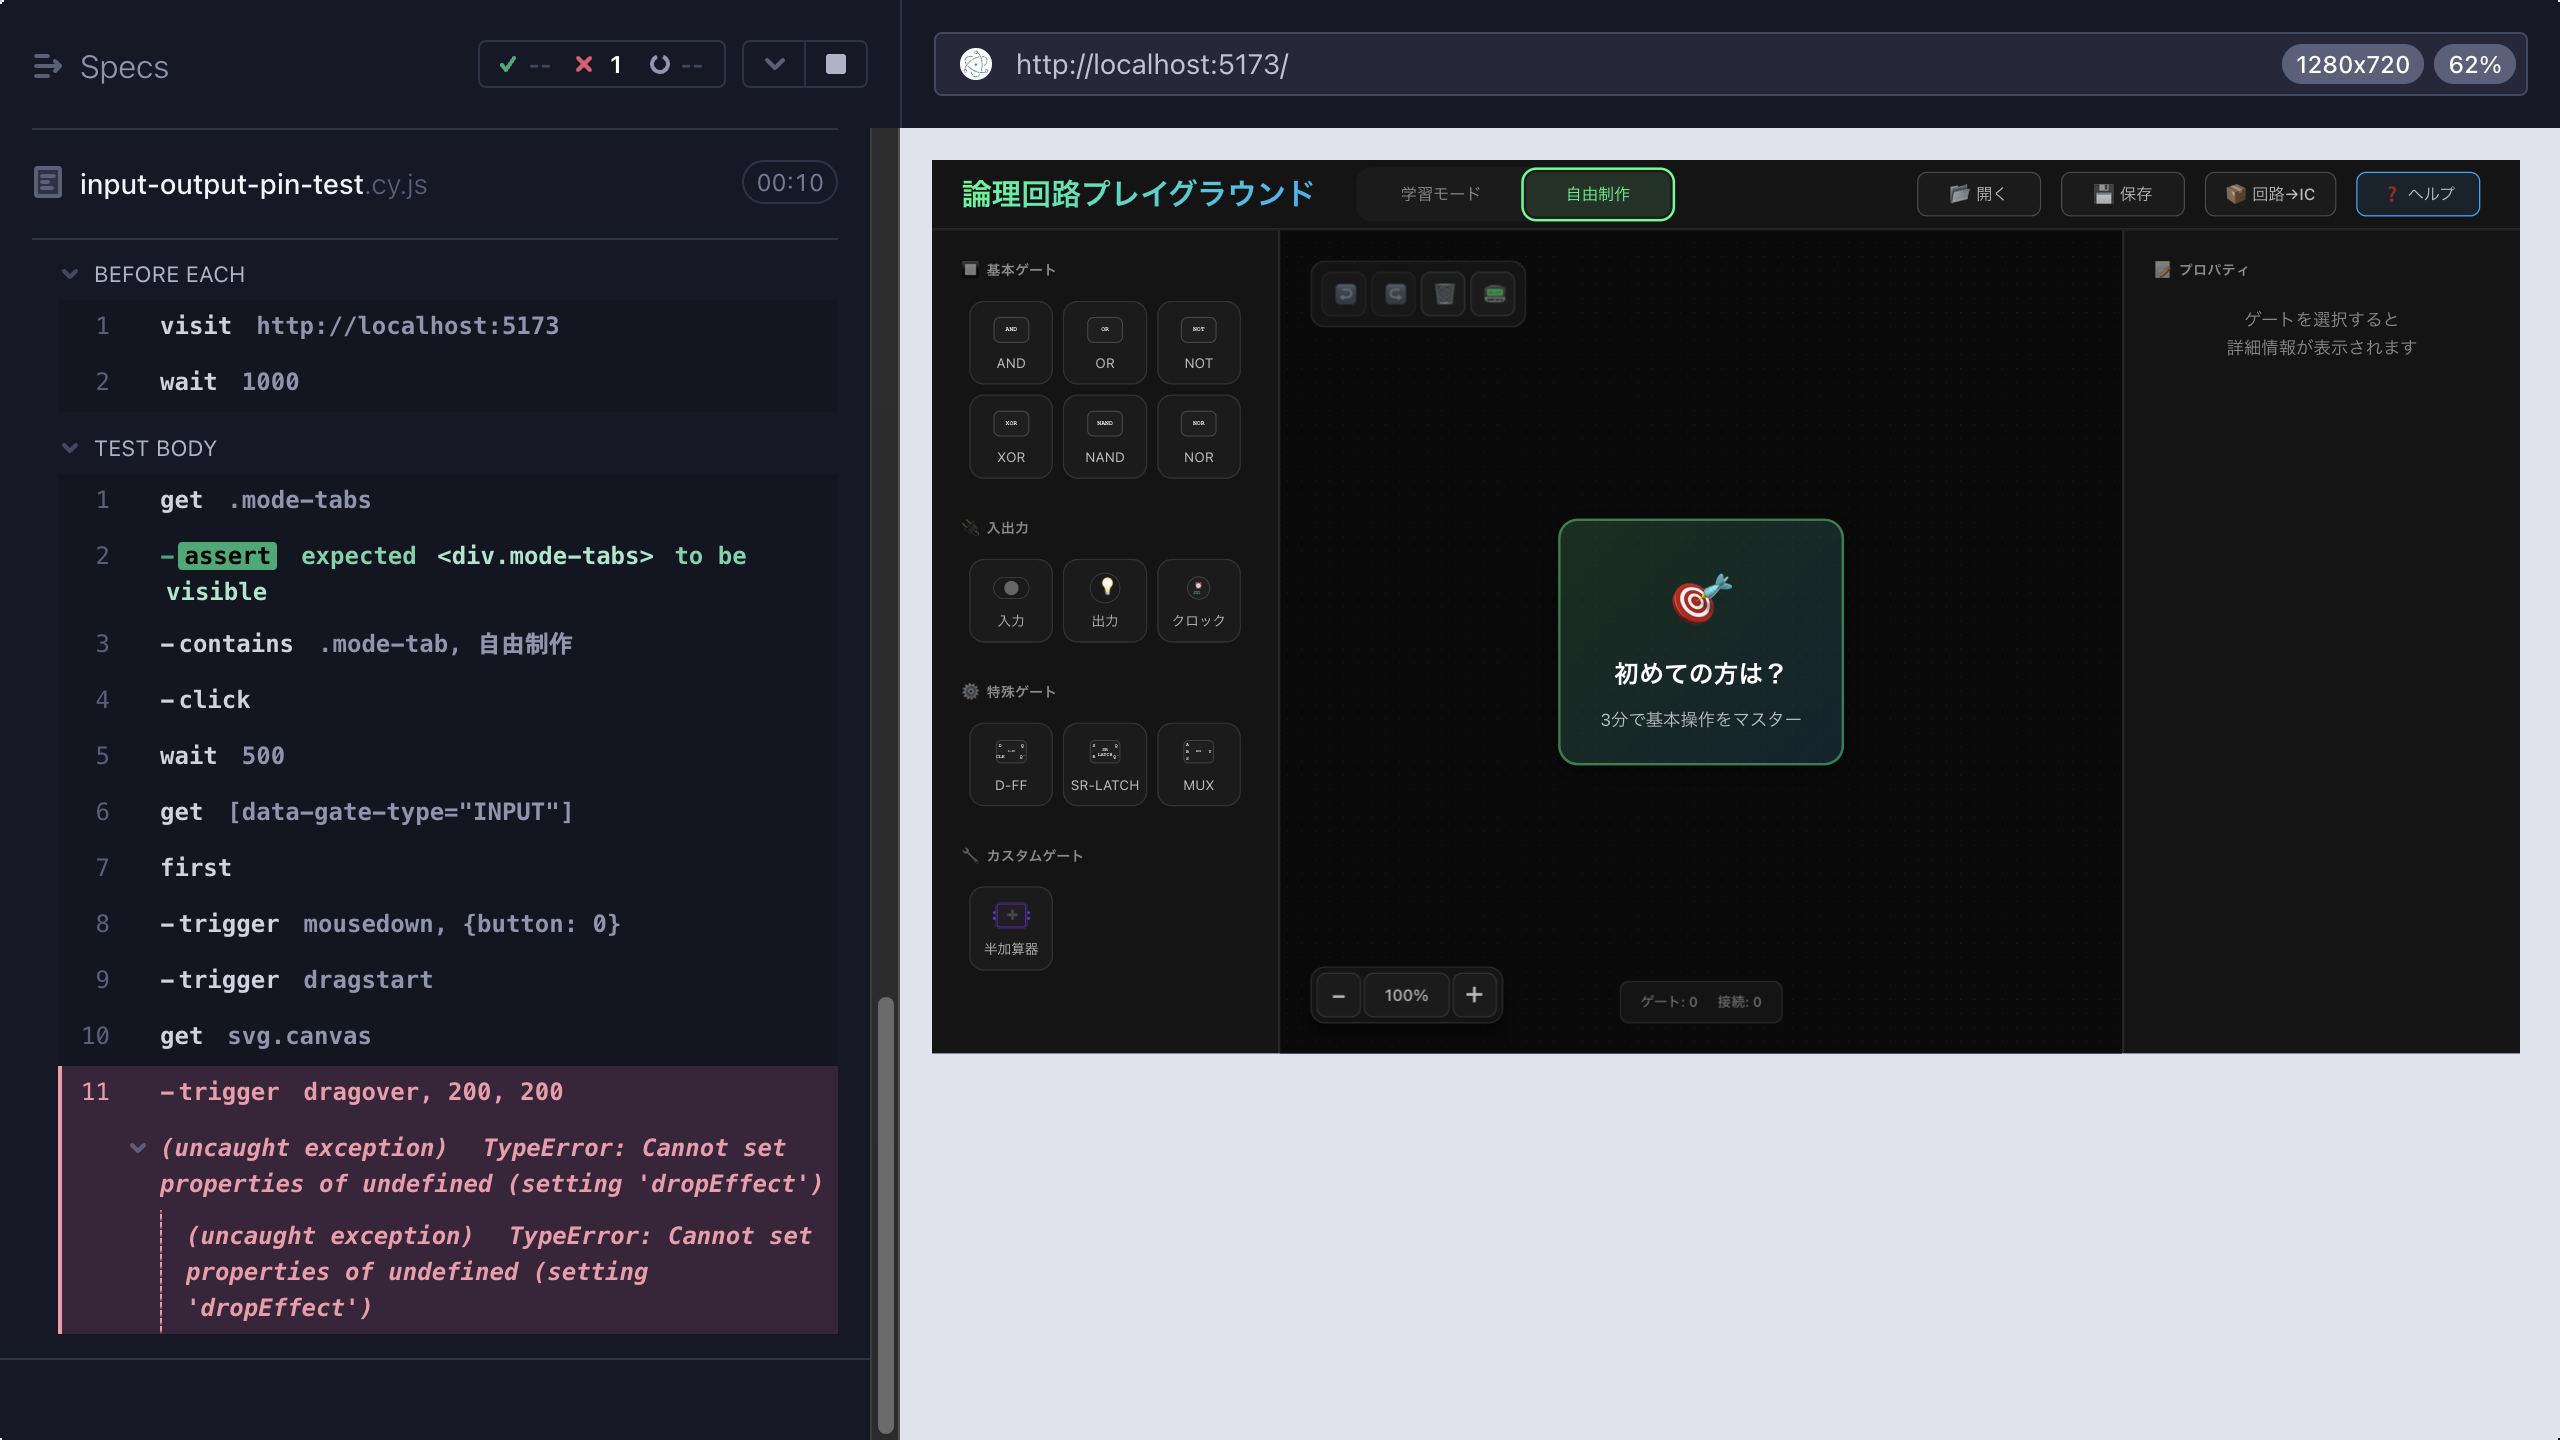 Specs
-- 1 --
input-output-pin-test.cy.js 00:10
BEFORE EACH
1 visit http://localhost:5173
2 wait 1000
TEST BODY
1 get .mode-tabs
2 -assert expected <div.mode-tabs> to be
visible
3 -contains .mode-tab, 自由制作
4 -click
5 wait 500
6 get [data-gate-type="INPUT"]
7 first
8 -trigger mousedown, {button: 0}
9 -trigger dragstart
10 get svg.canvas
11 -trigger dragover, 200, 200
(uncaught exception) TypeError: Cannot set
properties of undefined (setting 'dropEffect')
(uncaught exception) TypeError: Cannot set
properties of undefined (setting
'dropEffect')
http://localhost:5173/ 1280x720 62%
論理回路プレイグラウンド 学習モード 自由制作 開く 保存 回路→IC ヘルプ
基本ゲート
AND OR NOT
AND OR NOT
XOR NAND NOR
XOR NAND NOR
入出力
入力 出力 クロック
特殊ゲート
D-FF SR-LATCH MUX
カスタムゲート
半加算器
初めての方は？
3分で基本操作をマスター
− 100% +
ゲート: 0 接続: 0
プロパティ
ゲートを選択すると
詳細情報が表示されます